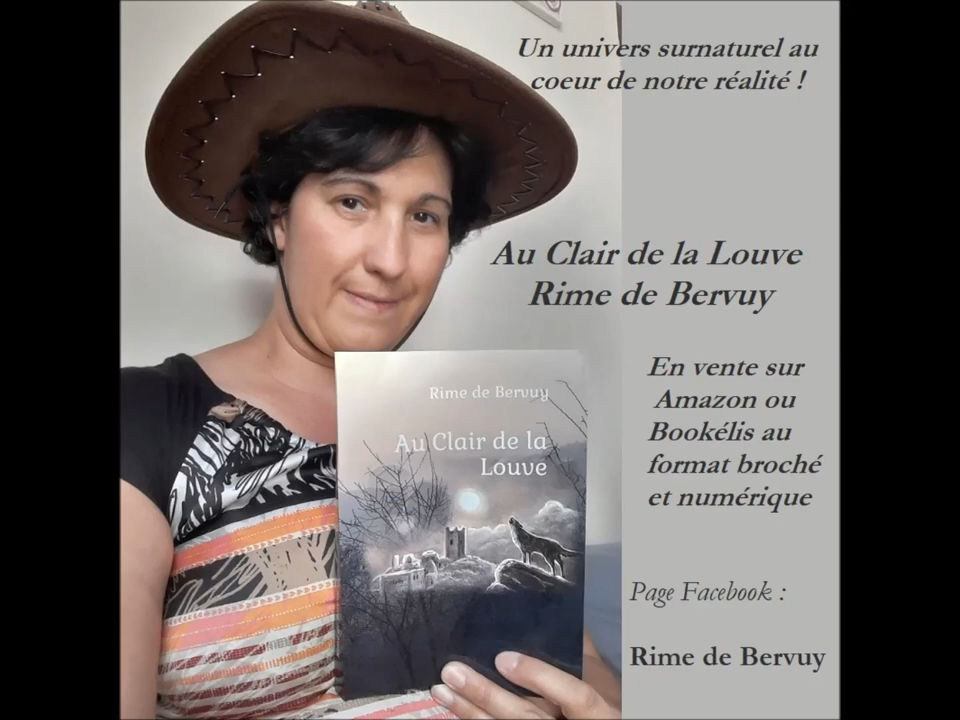 Un univers surnaturel au
coeur de notre réalité !
Au Clair de la Louve
Rime de Bervuy
En vente sur
Amazon ou
Bookélis au
format broché
et numérique
Page Facebook :
Rime de Bervuy
Rime de Bervuy
Au Clair de la
Louve